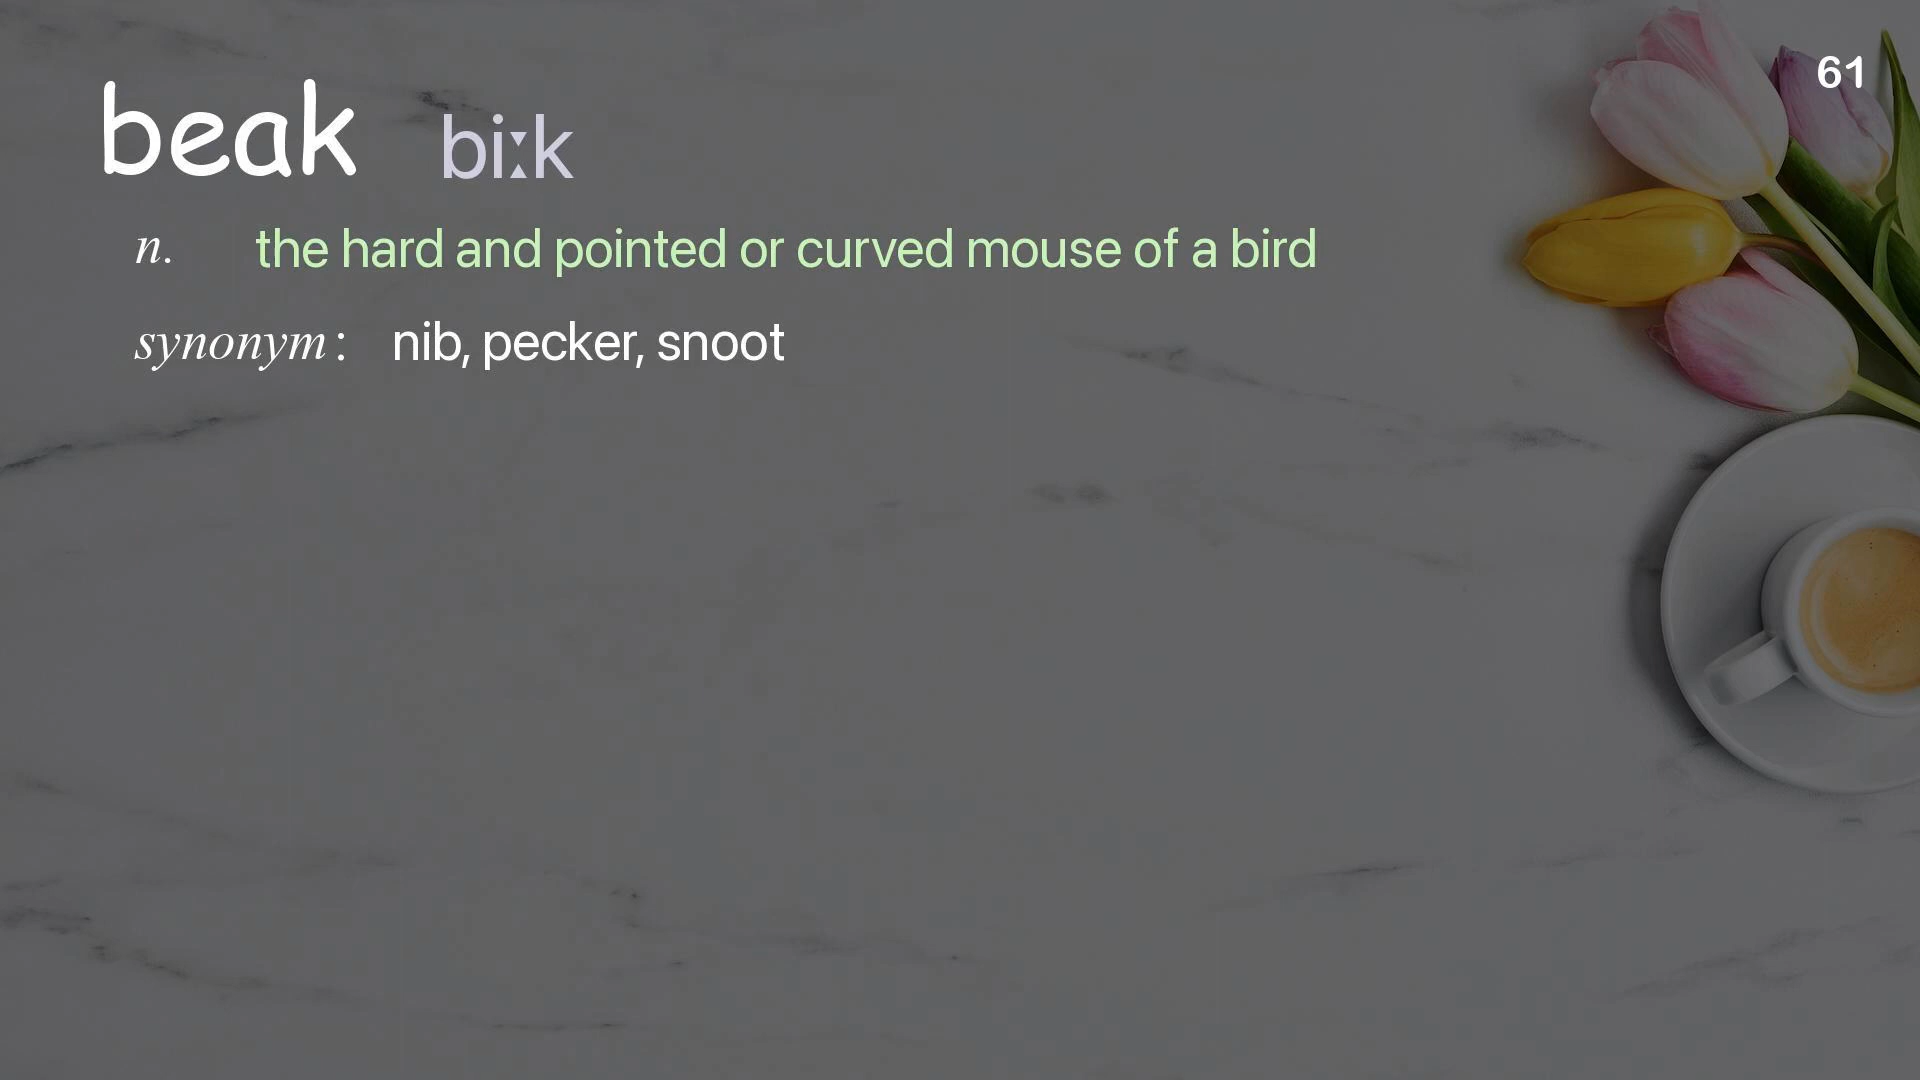 61
beak biːk
n. the hard and pointed or curved mouse of a bird
synonym : nib, pecker, snoot